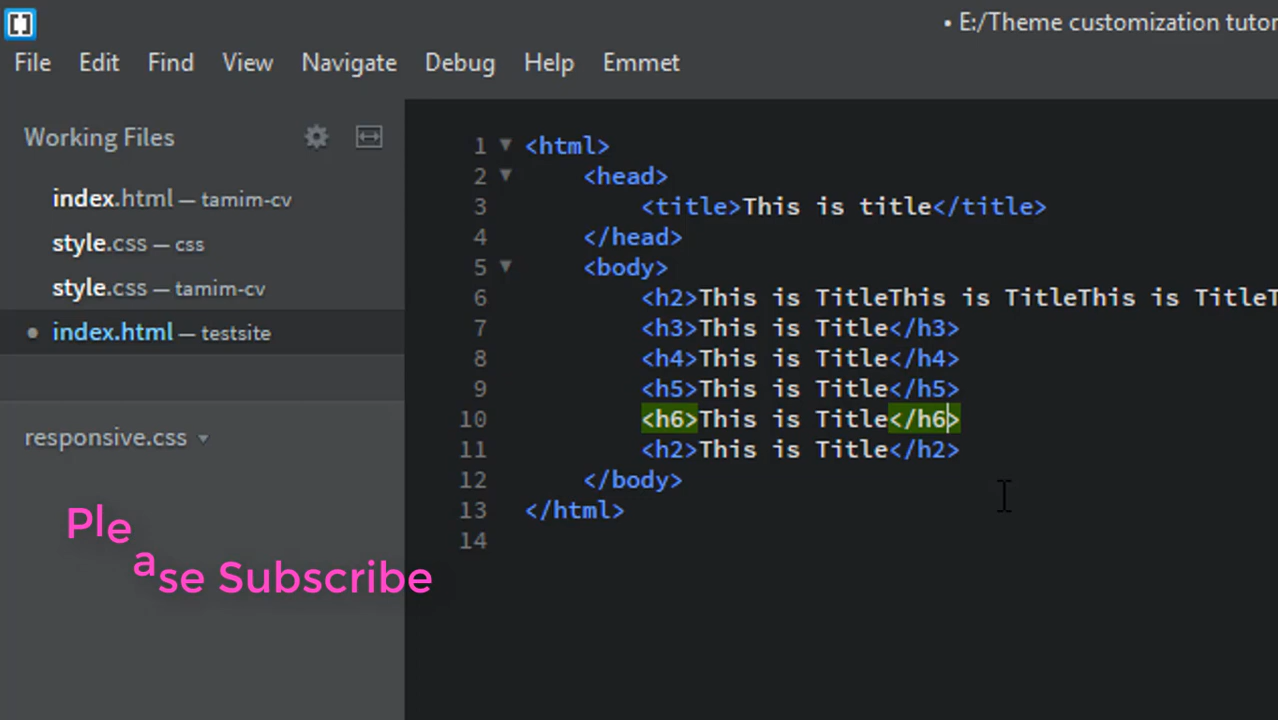 • E:/Theme customization tutor
File Edit Find View Navigate Debug Help Emmet
Working Files
index.html — tamim-cv
style.css — css
style.css — tamim-cv
• index.html — testsite
responsive.css
Please Subscribe
1 <html>
2 <head>
3 <title>This is title</title>
4 </head>
5 <body>
6 <h2>This is TitleThis is TitleThis is TitleT
7 <h3>This is Title</h3>
8 <h4>This is Title</h4>
9 <h5>This is Title</h5>
10 <h6>This is Title</h6>
11 <h2>This is Title</h2>
12 </body>
13 </html>
14